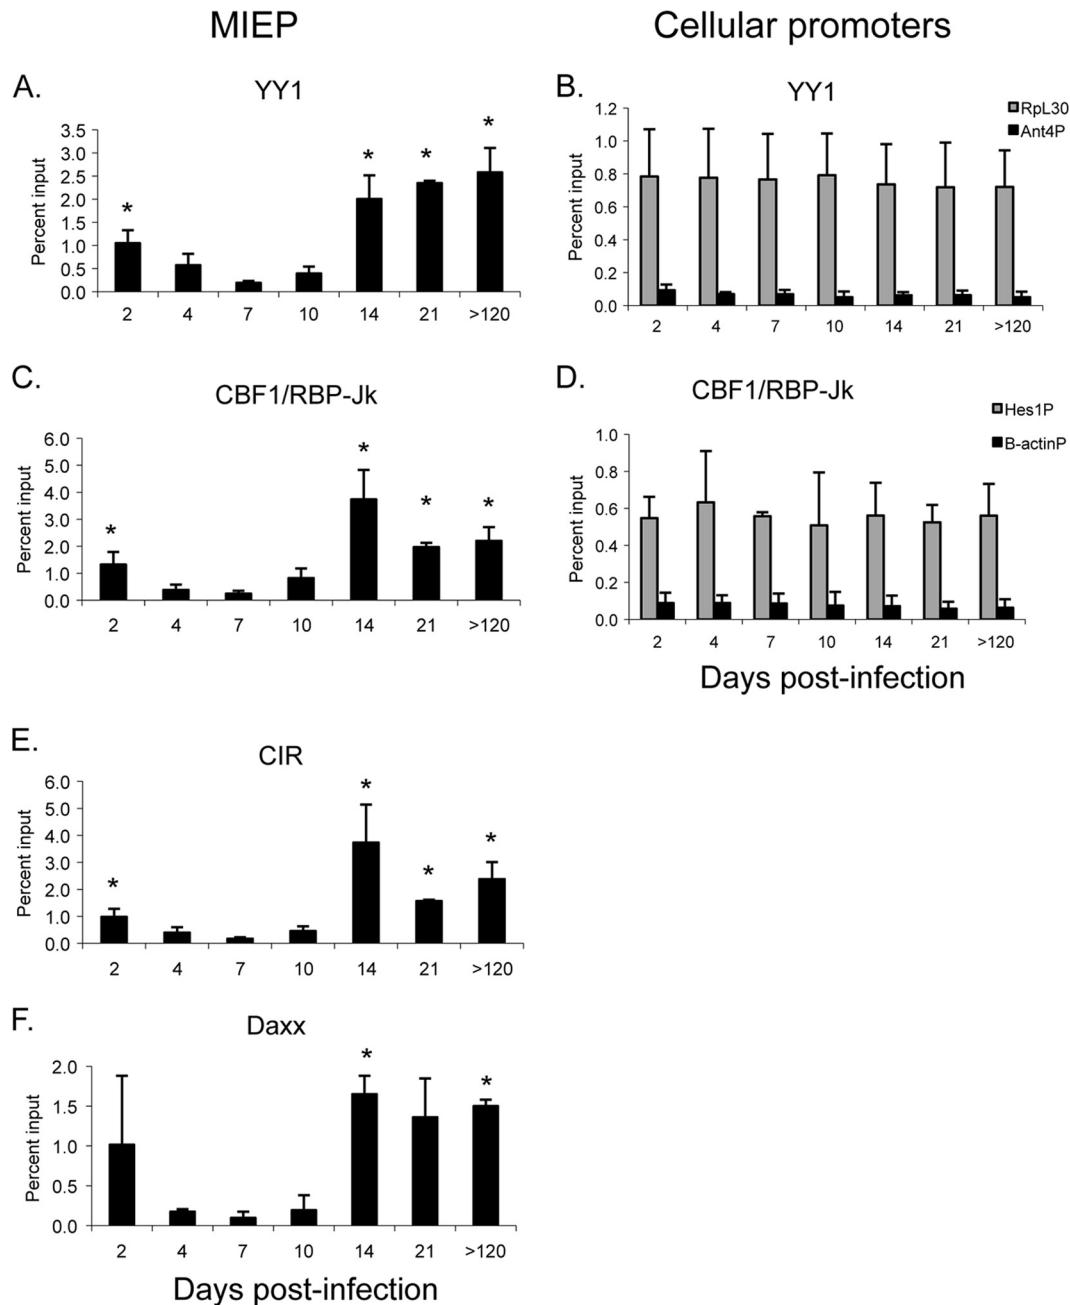 MIEP
Cellular promoters
A.
YY1
Percent input
3.5
3.0
2.5
2.0
1.5
1.0
0.5
0.0
*
*
*
*
2 4 7 10 14 21 >120
B.
YY1
RpL30
Ant4P
Percent input
1.2
1.0
0.8
0.6
0.4
0.2
0.0
2 4 7 10 14 21 >120
C.
CBF1/RBP-Jk
Percent input
6.0
5.0
4.0
3.0
2.0
1.0
0.0
*
*
*
*
2 4 7 10 14 21 >120
D.
CBF1/RBP-Jk
Hes1P
B-actinP
Percent input
1.0
0.8
0.6
0.4
0.2
0.0
2 4 7 10 14 21 >120
Days post-infection
E.
CIR
Percent input
6.0
5.0
4.0
3.0
2.0
1.0
0.0
*
*
*
*
2 4 7 10 14 21 >120
F.
Daxx
Percent input
2.0
1.5
1.0
0.5
0.0
*
*
2 4 7 10 14 21 >120
Days post-infection